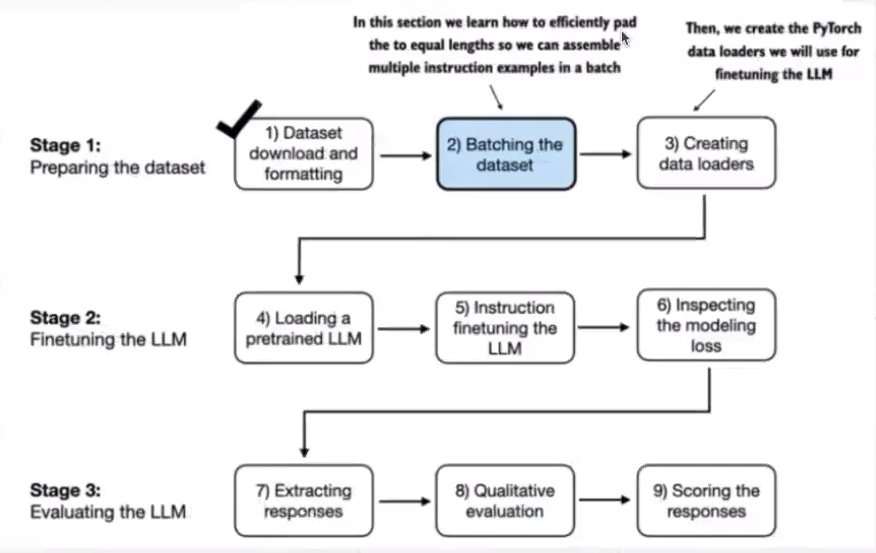 In this section we learn how to efficiently pad
the to equal lengths so we can assemble
multiple instruction examples in a batch
Then, we create the PyTorch
data loaders we will use for
finetuning the LLM
Stage 1:
Preparing the dataset
1) Dataset
download and
formatting
2) Batching the
dataset
3) Creating
data loaders
Stage 2:
Finetuning the LLM
4) Loading a
pretrained LLM
5) Instruction
finetuning the
LLM
6) Inspecting
the modeling
loss
Stage 3:
Evaluating the LLM
7) Extracting
responses
8) Qualitative
evaluation
9) Scoring the
responses